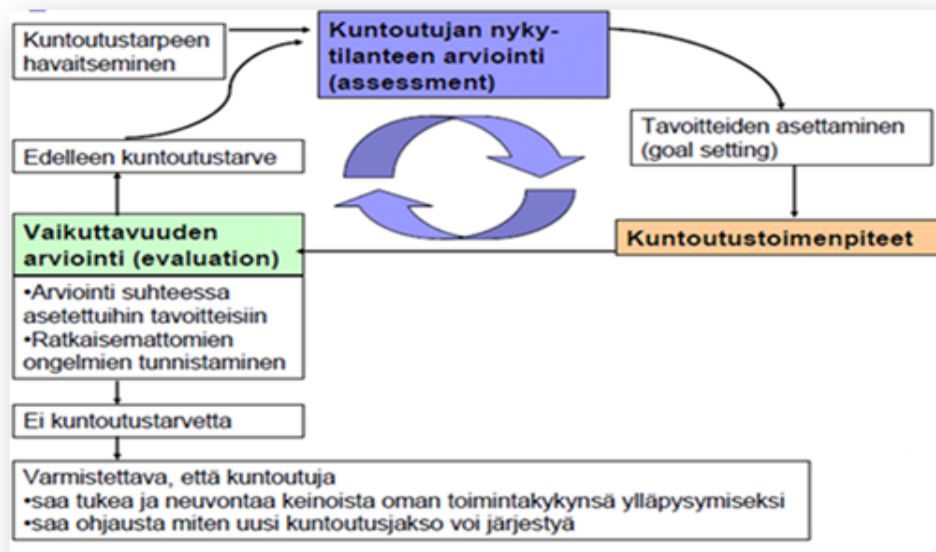 Kuntoutustarpeen
havaitseminen
Kuntoutujan nyky-
tilanteen arviointi
(assessment)
Tavoitteiden asettaminen
(goal setting)
Edelleen kuntoutustarve
Vaikuttavuuden
arviointi (evaluation)
Kuntoutustoimenpiteet
•Arviointi suhteessa
asetettuihin tavoitteisiin
•Ratkaisemattomien
ongelmien tunnistaminen
Ei kuntoutustarvetta
Varmistettava, että kuntoutuja
•saa tukea ja neuvontaa keinoista oman toimintakykynsä ylläpysymiseksi
•saa ohjausta miten uusi kuntoutusjakso voi järjestyä